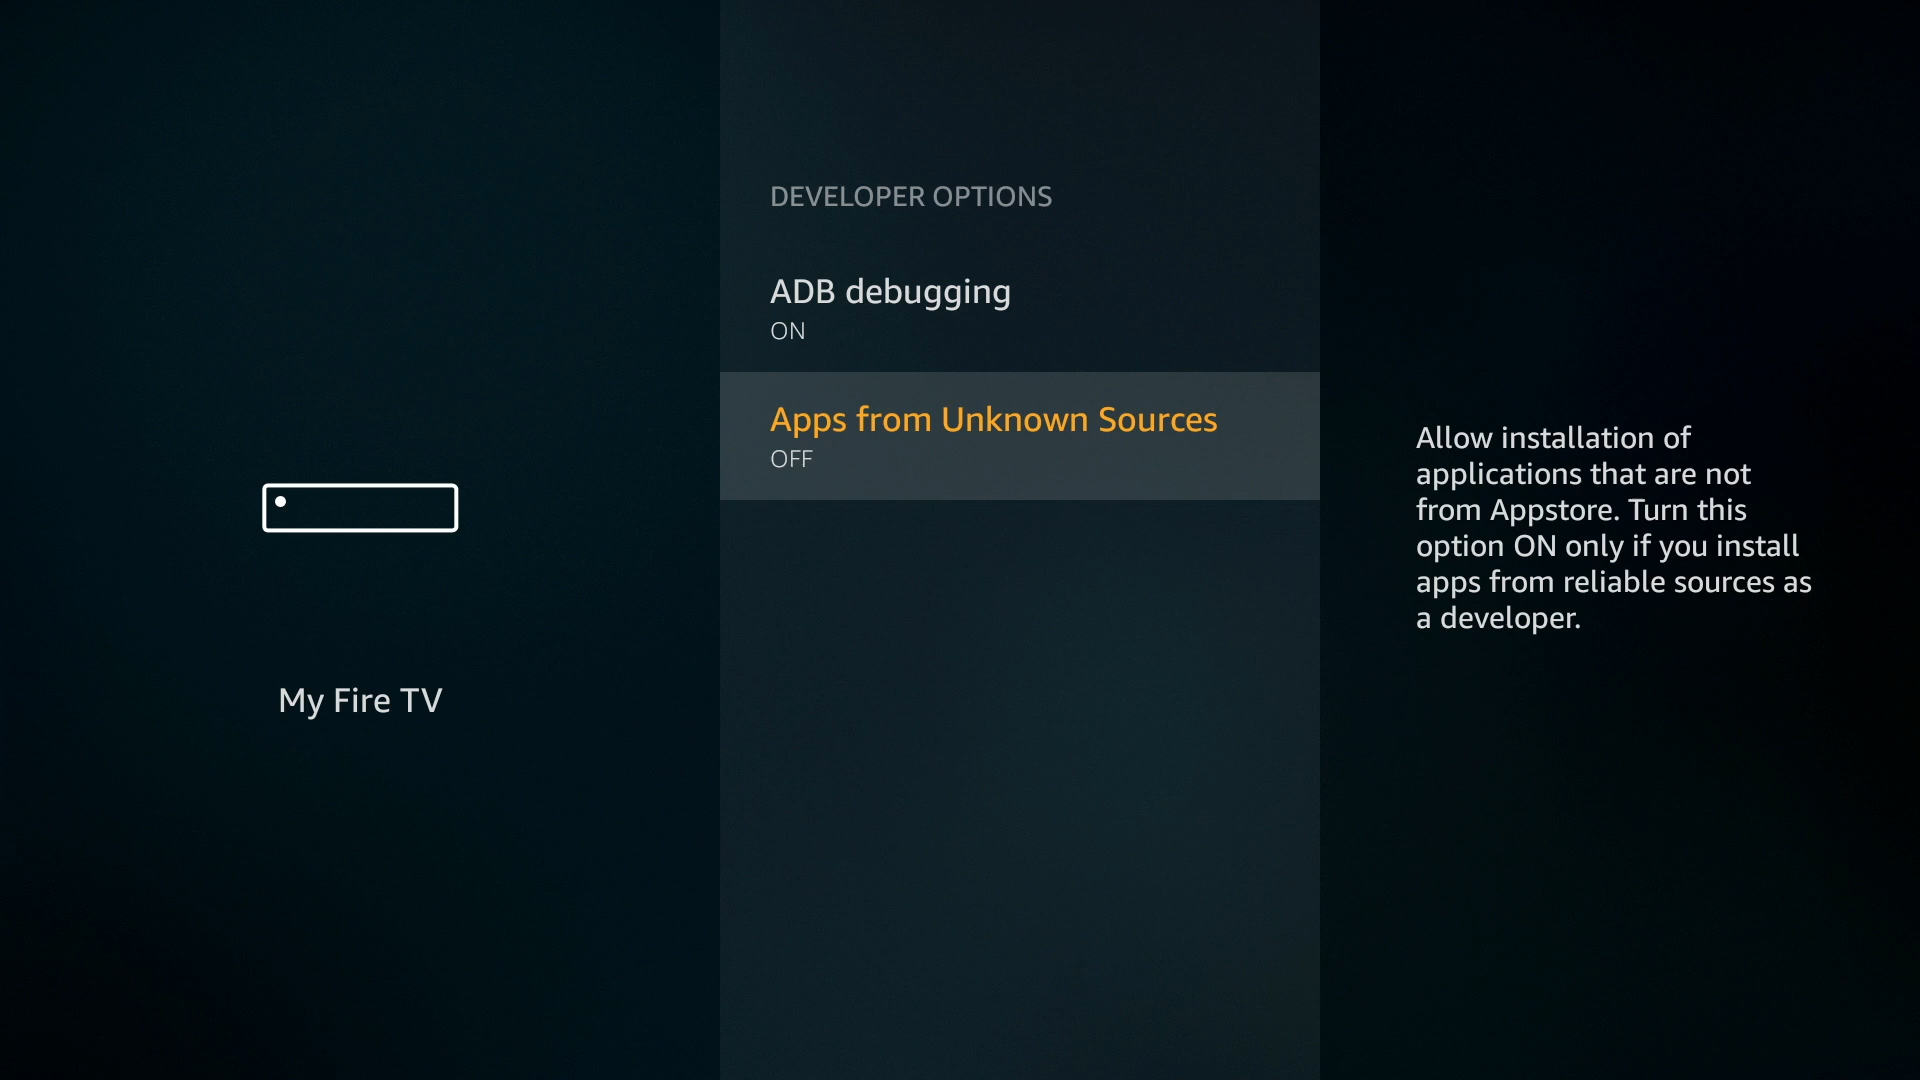 DEVELOPER OPTIONS
ADB debugging
ON
Apps from Unknown Sources
OFF
My Fire TV
Allow installation of
applications that are not
from Appstore. Turn this
option ON only if you install
apps from reliable sources as
a developer.